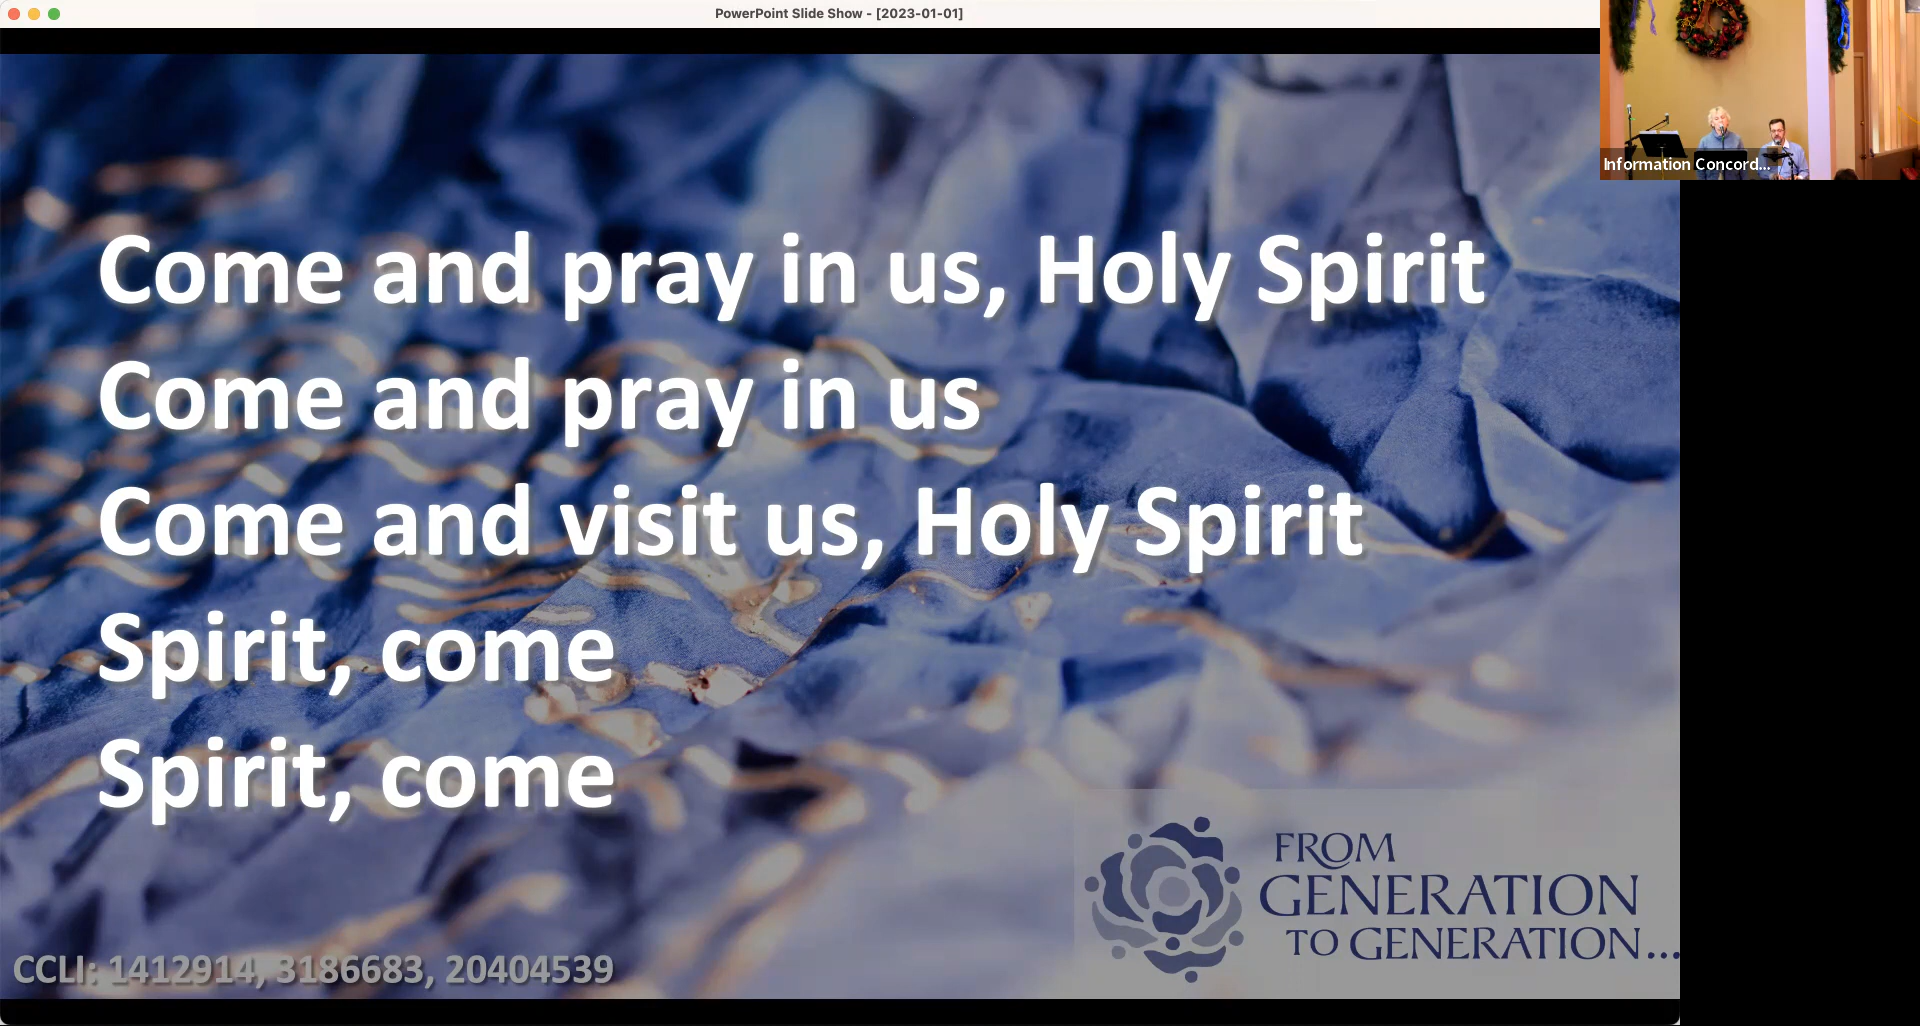 PowerPoint Slide Show - [2023-01-01]
Information Concord...
Come and pray in us, Holy Spirit
Come and pray in us
Come and visit us, Holy Spirit
Spirit, come
Spirit, come
FROM
GENERATION
TO GENERATION...
CCLI: 1412914, 3186683, 20404539